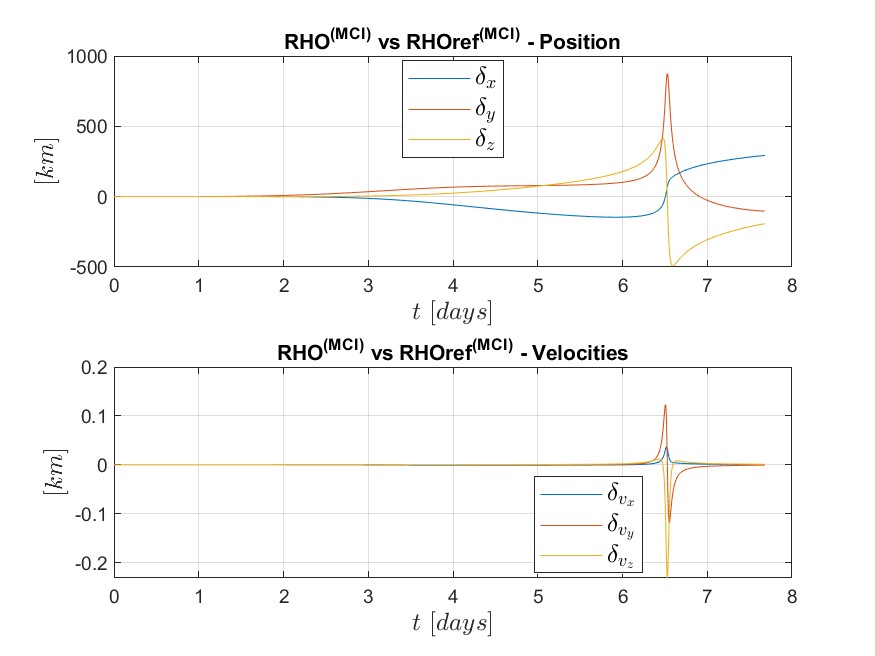 RHO(MCI) vs RHOref(MCI) - Position
1000
500
0
-500
[km]
δx
δy
δz
0 1 2 3 4 5 6 7 8
t [days]
RHO(MCI) vs RHOref(MCI) - Velocities
0.2
0.1
0
-0.1
-0.2
[km]
δvx
δvy
δvz
0 1 2 3 4 5 6 7 8
t [days]